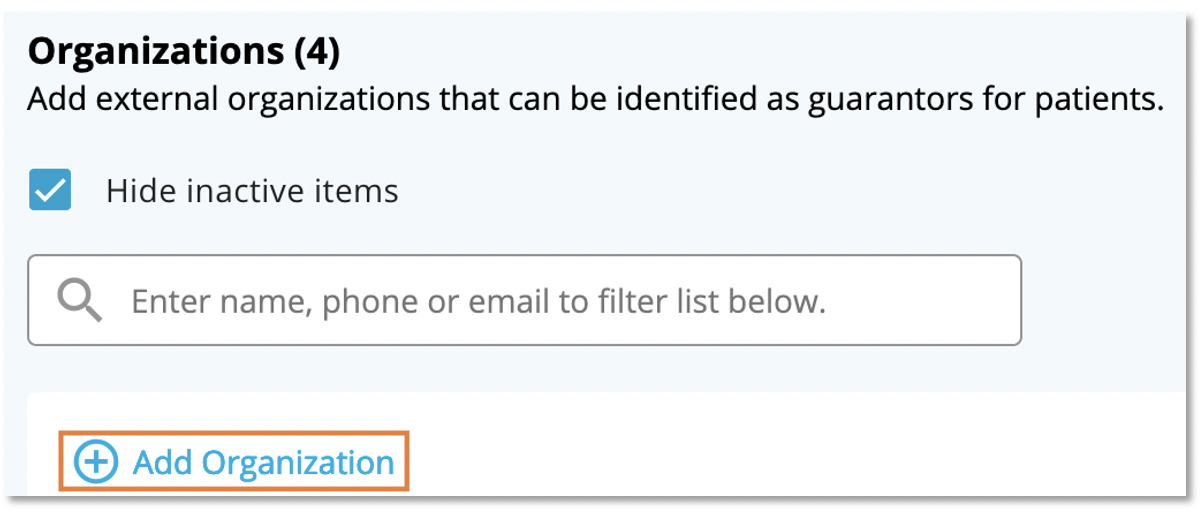 Organizations (4)
Add external organizations that can be identified as guarantors for patients.
Hide inactive items
Enter name, phone or email to filter list below.
Add Organization